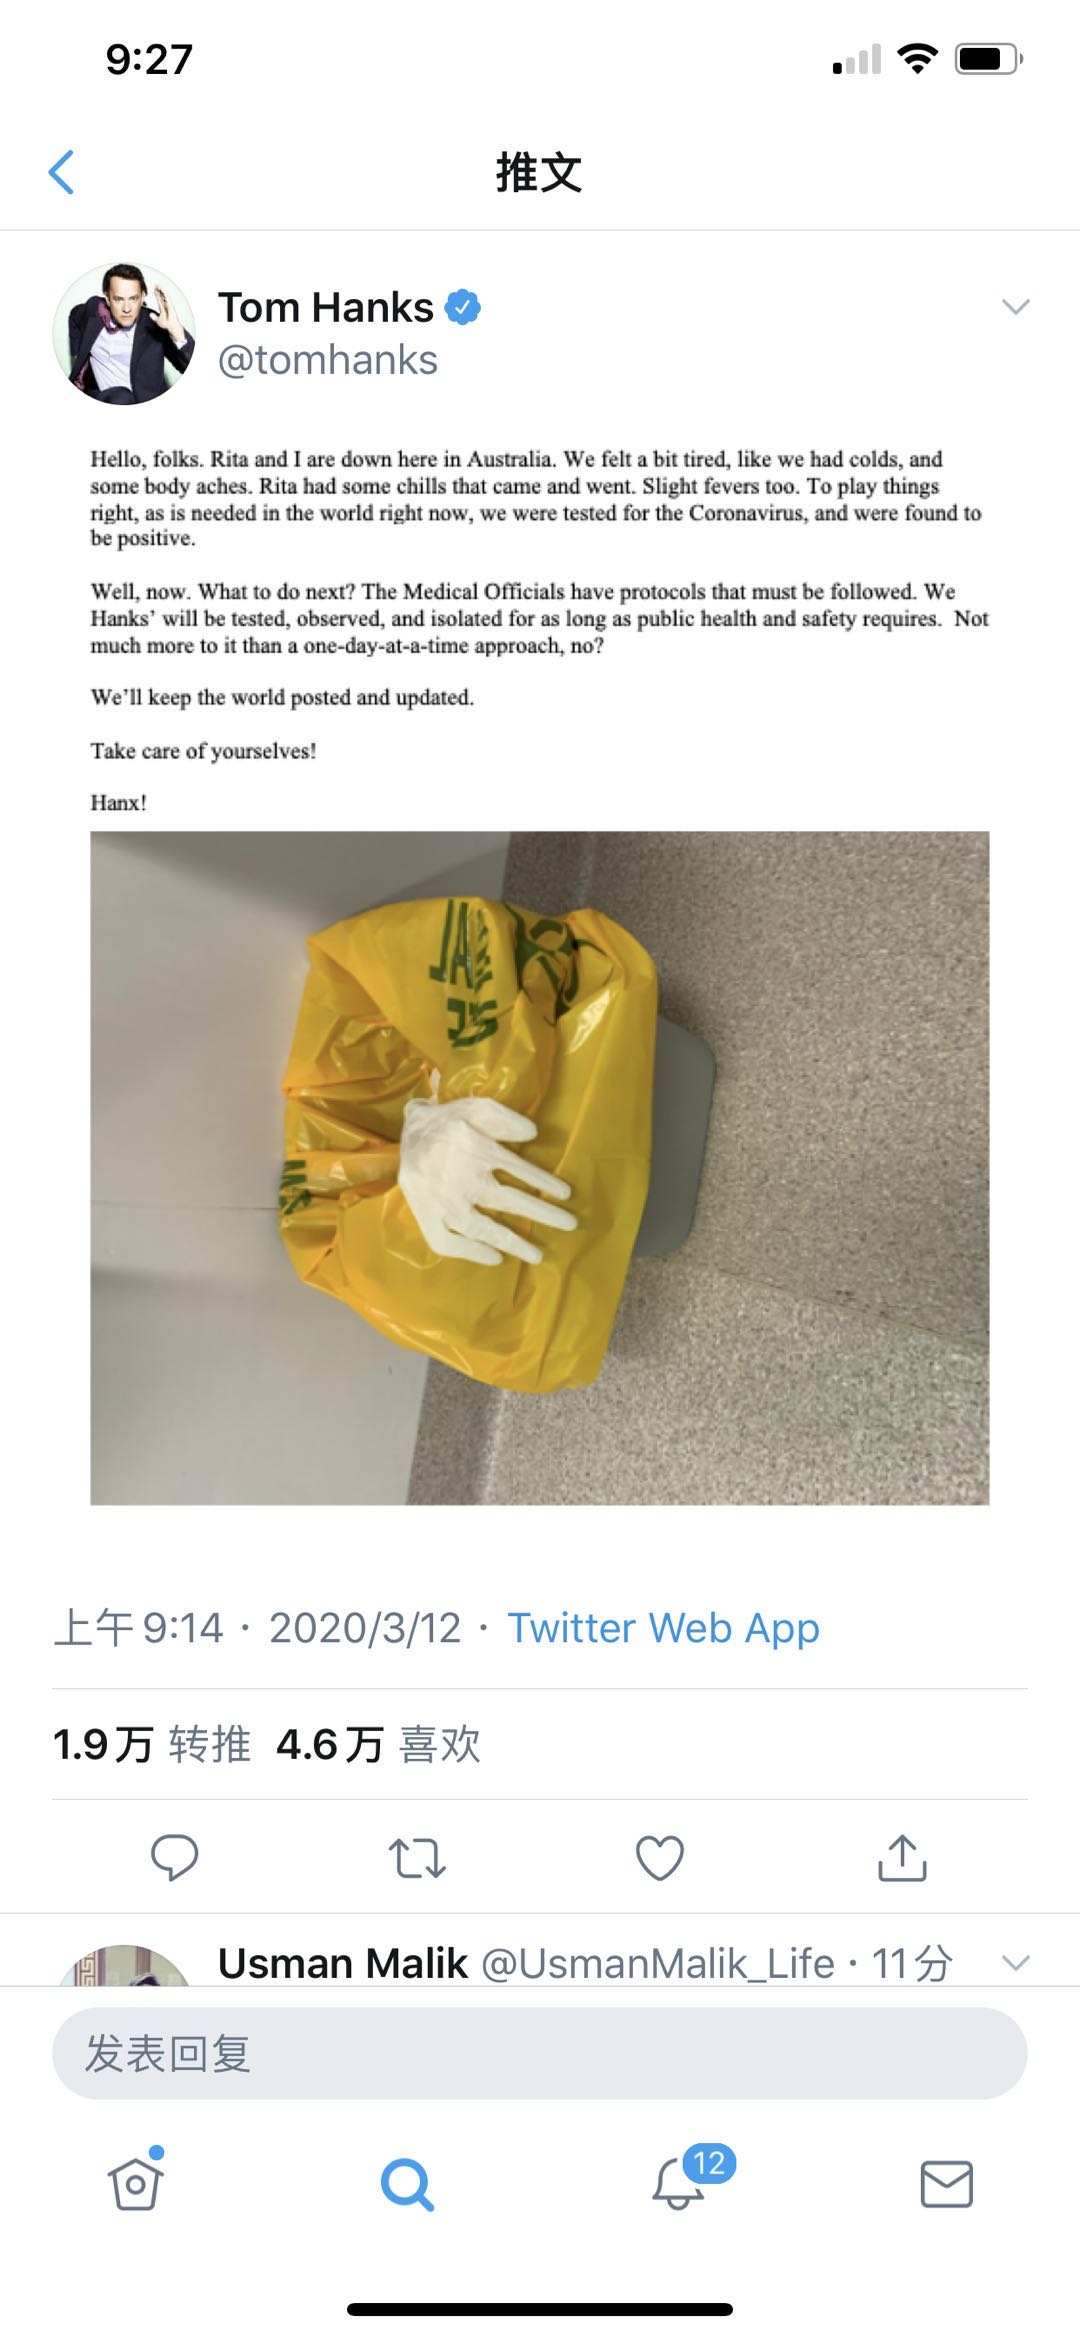 9:27
推文
Tom Hanks
@tomhanks
Hello, folks. Rita and I are down here in Australia. We felt a bit tired, like we had colds, and
some body aches. Rita had some chills that came and went. Slight fevers too. To play things
right, as is needed in the world right now, we were tested for the Coronavirus, and were found to
be positive.
Well, now. What to do next? The Medical Officials have protocols that must be followed. We
Hanks’ will be tested, observed, and isolated for as long as public health and safety requires.  Not
much more to it than a one-day-at-a-time approach, no?
We’ll keep the world posted and updated.
Take care of yourselves!
Hanx!
上午9:14 · 2020/3/12 · Twitter Web App
1.9万 转推 4.6万 喜欢
Usman Malik @UsmanMalik_Life · 11分
发表回复
12